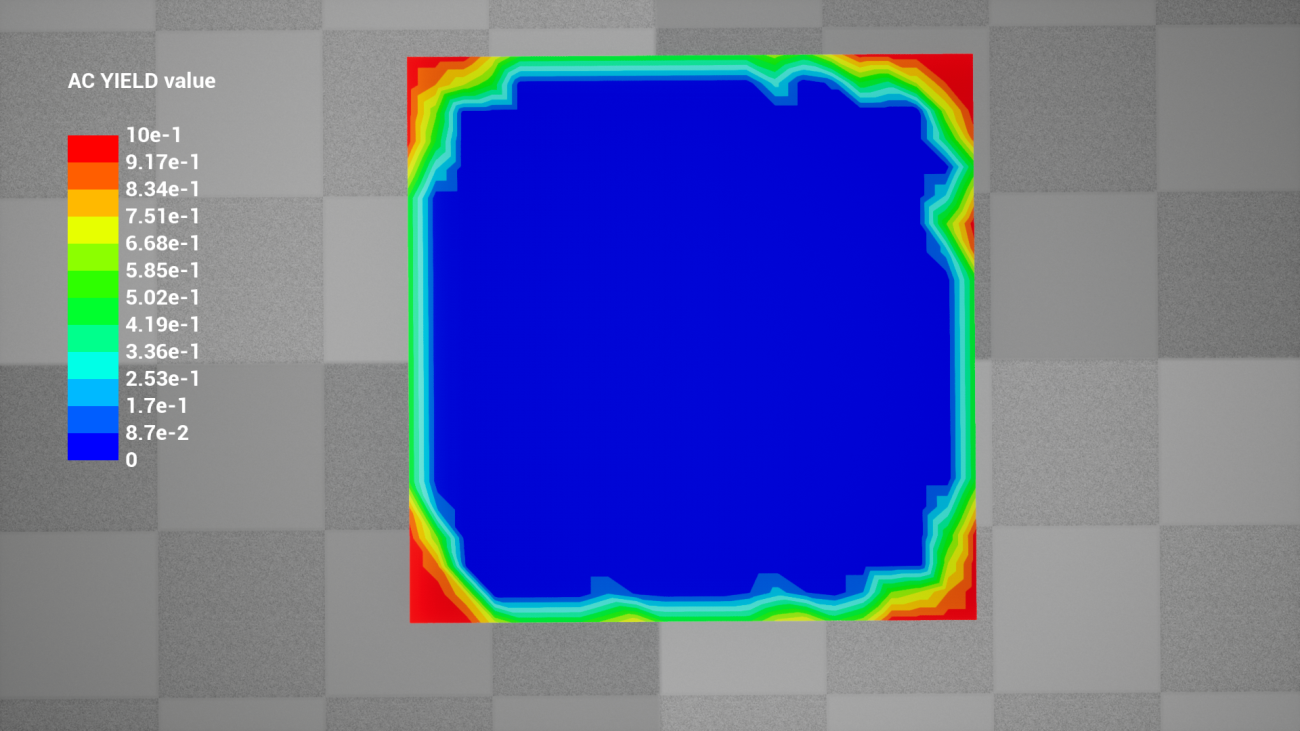 AC YIELD value
10e-1
9.17e-1
8.34e-1
7.51e-1
6.68e-1
5.85e-1
5.02e-1
4.19e-1
3.36e-1
2.53e-1
1.7e-1
8.7e-2
0